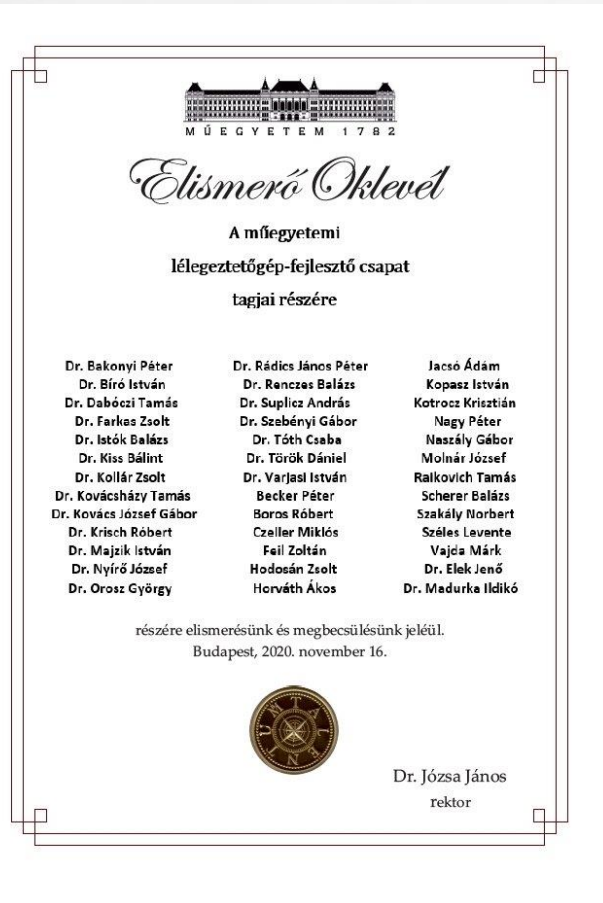 MŰEGYETEM 1782
Elismerő Oklevél
A műegyetemi
lélegeztetőgép-fejlesztő csapat
tagjai részére
Dr. Bakonyi Péter
Dr. Bíró István
Dr. Dabóczi Tamás
Dr. Farkas Zsolt
Dr. Istók Balázs
Dr. Kiss Bálint
Dr. Kollár Zsolt
Dr. Kovácsházy Tamás
Dr. Kovács József Gábor
Dr. Krisch Róbert
Dr. Majzik István
Dr. Nyírő József
Dr. Orosz György
Dr. Rádics János Péter
Dr. Renczes Balázs
Dr. Suplicz András
Dr. Szebényi Gábor
Dr. Tóth Csaba
Dr. Török Dániel
Dr. Varjasi István
Becker Péter
Boros Róbert
Czeller Miklós
Feil Zoltán
Hodosán Zsolt
Horváth Ákos
Jacsó Ádám
Kopasz István
Kotrocz Krisztián
Nagy Péter
Naszály Gábor
Molnár József
Raikovich Tamás
Scherer Balázs
Szakály Norbert
Széles Levente
Vajda Márk
Dr. Elek Jenő
Dr. Madurka Ildikó
részére elismerésünk és megbecsülésünk jeléül.
Budapest, 2020. november 16.
TALENTUM
Dr. Józsa János
rektor